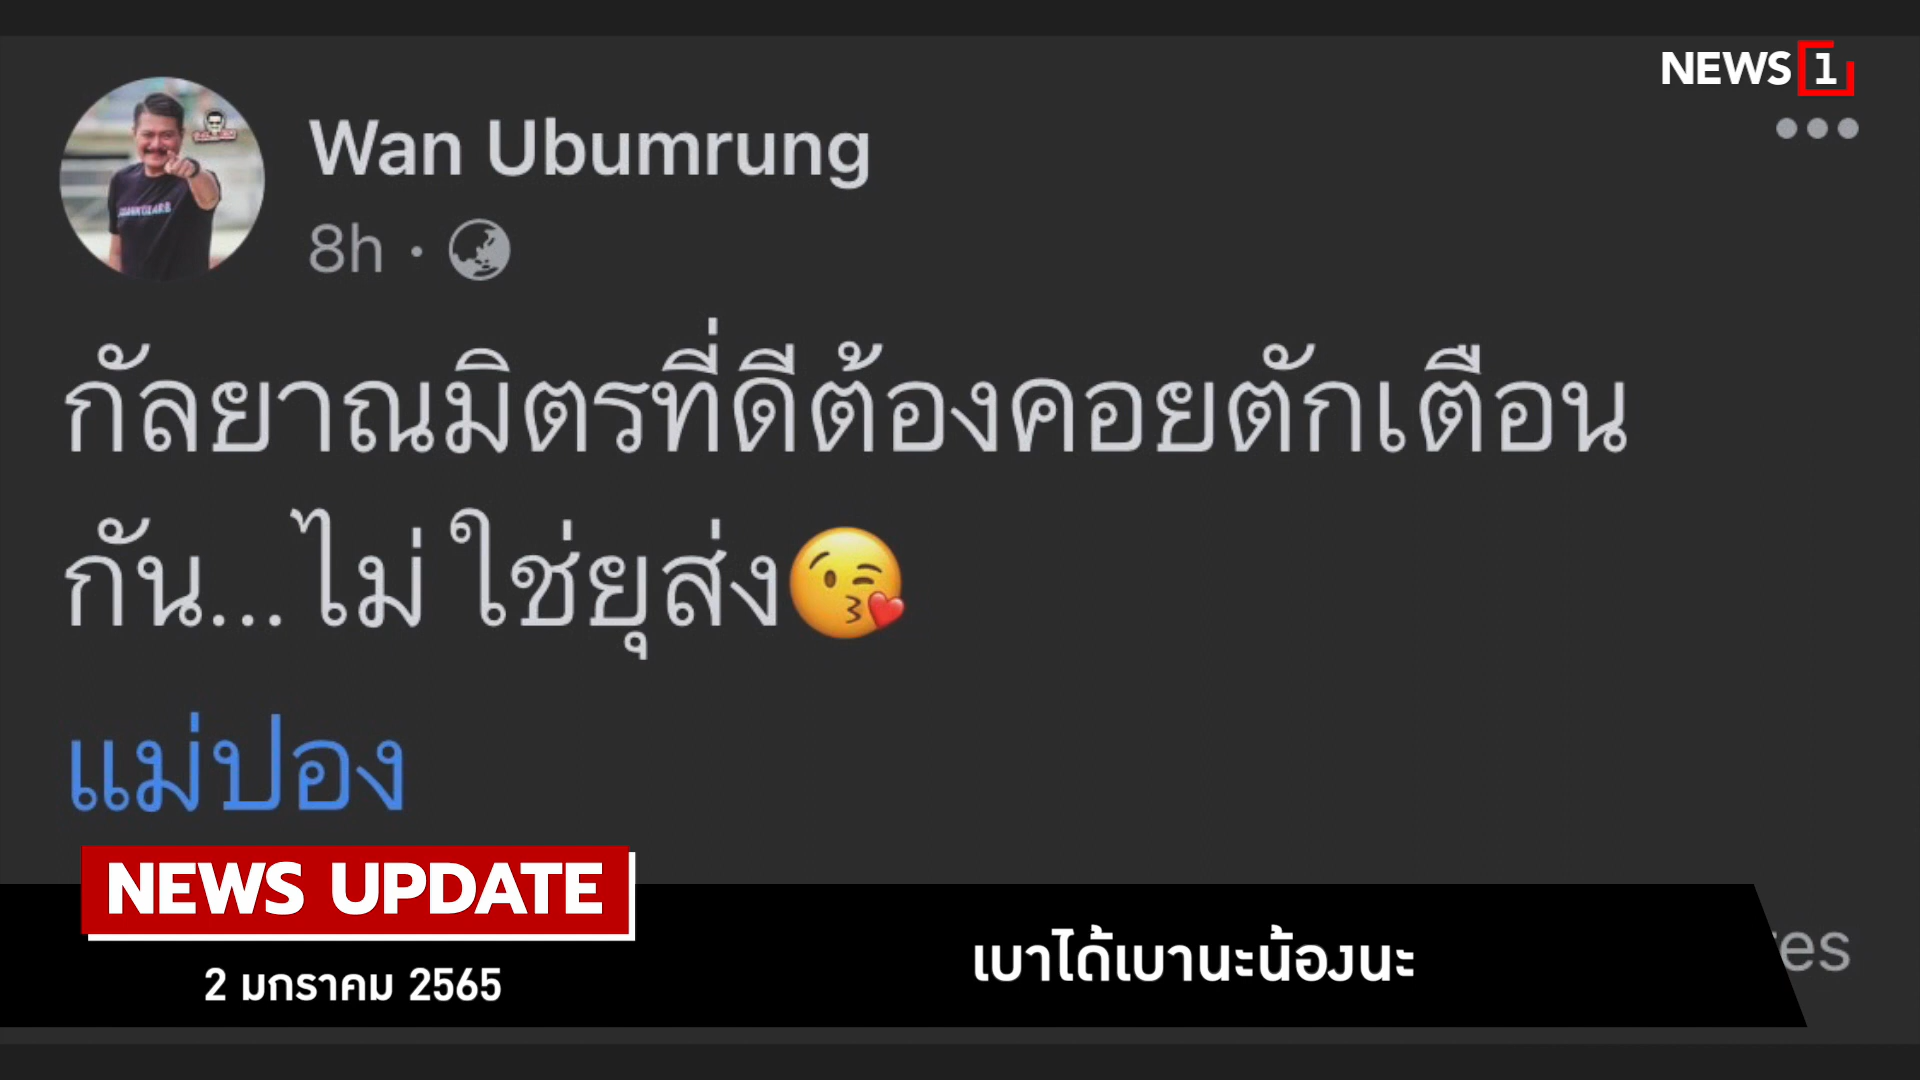 NEWS 1
Wan Ubumrung
8h
กัลยาณมิตรที่ดีต้องคอยตักเตือน
กัน...ไม่ ใช่ยุส่ง😘
แม่ปอง
NEWS UPDATE
เบาได้เบานะน้องนะ
2 มกราคม 2565